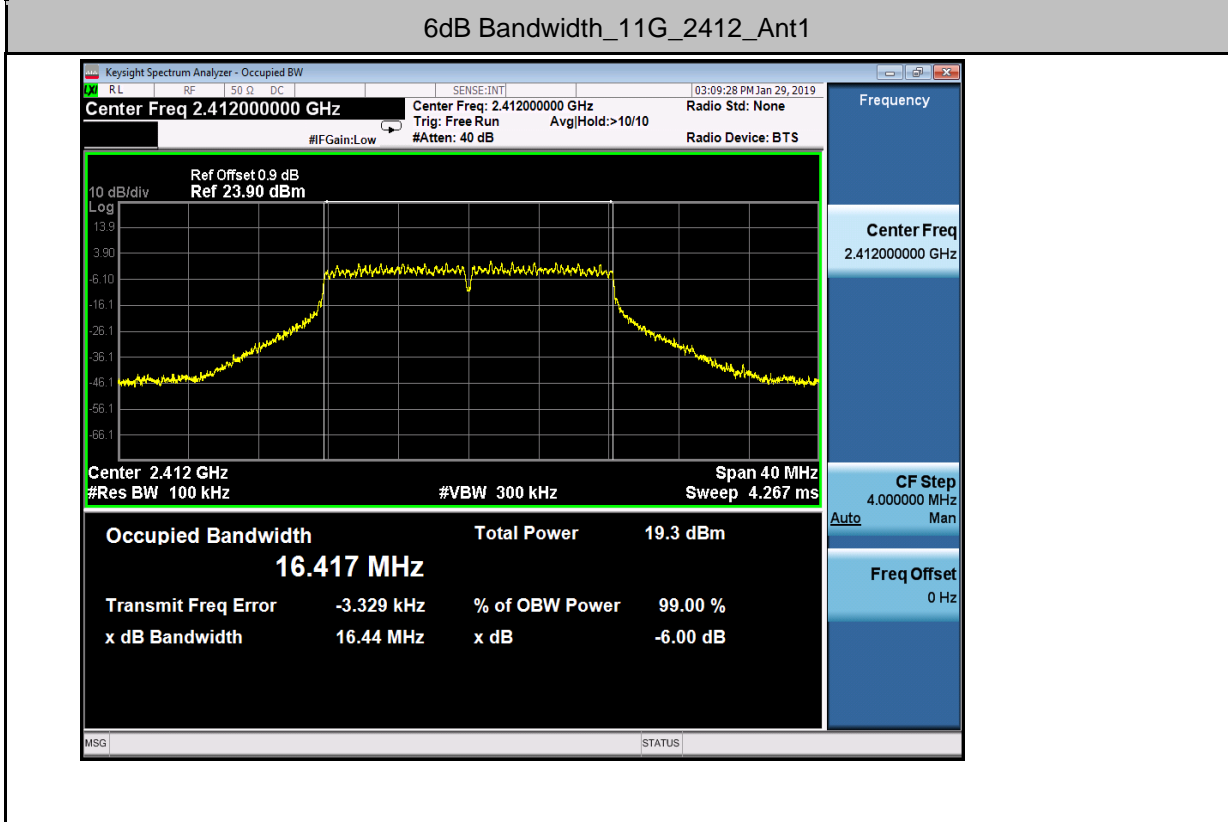 6dB Bandwidth_11G_2412_Ant1
Keysight Spectrum Analyzer - Occupied BW
LXI RL RF 50 Ω DC SENSE:INT 03:09:28 PM Jan 29, 2019
Center Freq 2.412000000 GHz
Center Freq: 2.412000000 GHz
Radio Std: None
Trig: Free Run Avg|Hold:>10/10
#IFGain:Low
#Atten: 40 dB
Radio Device: BTS
Frequency
Ref Offset 0.9 dB
10 dB/div Ref 23.90 dBm
Log
13.9
3.90
-6.10
-16.1
-26.1
-36.1
-46.1
-56.1
-66.1
Center 2.412 GHz Span 40 MHz
#Res BW 100 kHz #VBW 300 kHz Sweep 4.267 ms
Center Freq
2.412000000 GHz
CF Step
4.000000 MHz
Auto Man
Freq Offset
0 Hz
Occupied Bandwidth Total Power 19.3 dBm
16.417 MHz
Transmit Freq Error -3.329 kHz % of OBW Power 99.00 %
x dB Bandwidth 16.44 MHz x dB -6.00 dB
MSG STATUS